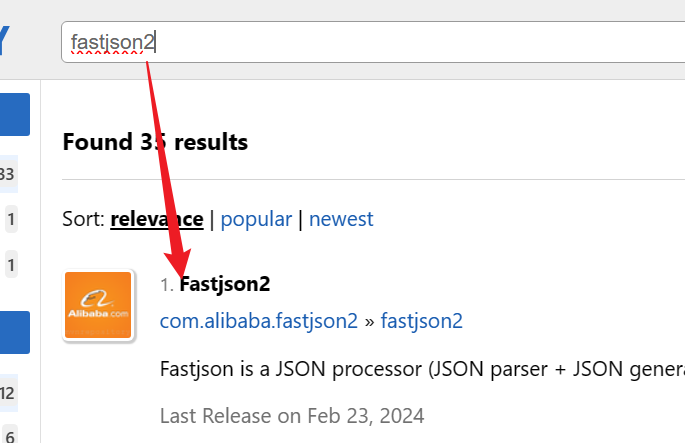 Y
fastjson2
Found 35 results
33
Sort: relevance | popular | newest
1
1
1. Fastjson2
Alibaba.com
com.alibaba.fastjson2 » fastjson2
Fastjson is a JSON processor (JSON parser + JSON genera
12
Last Release on Feb 23, 2024
6